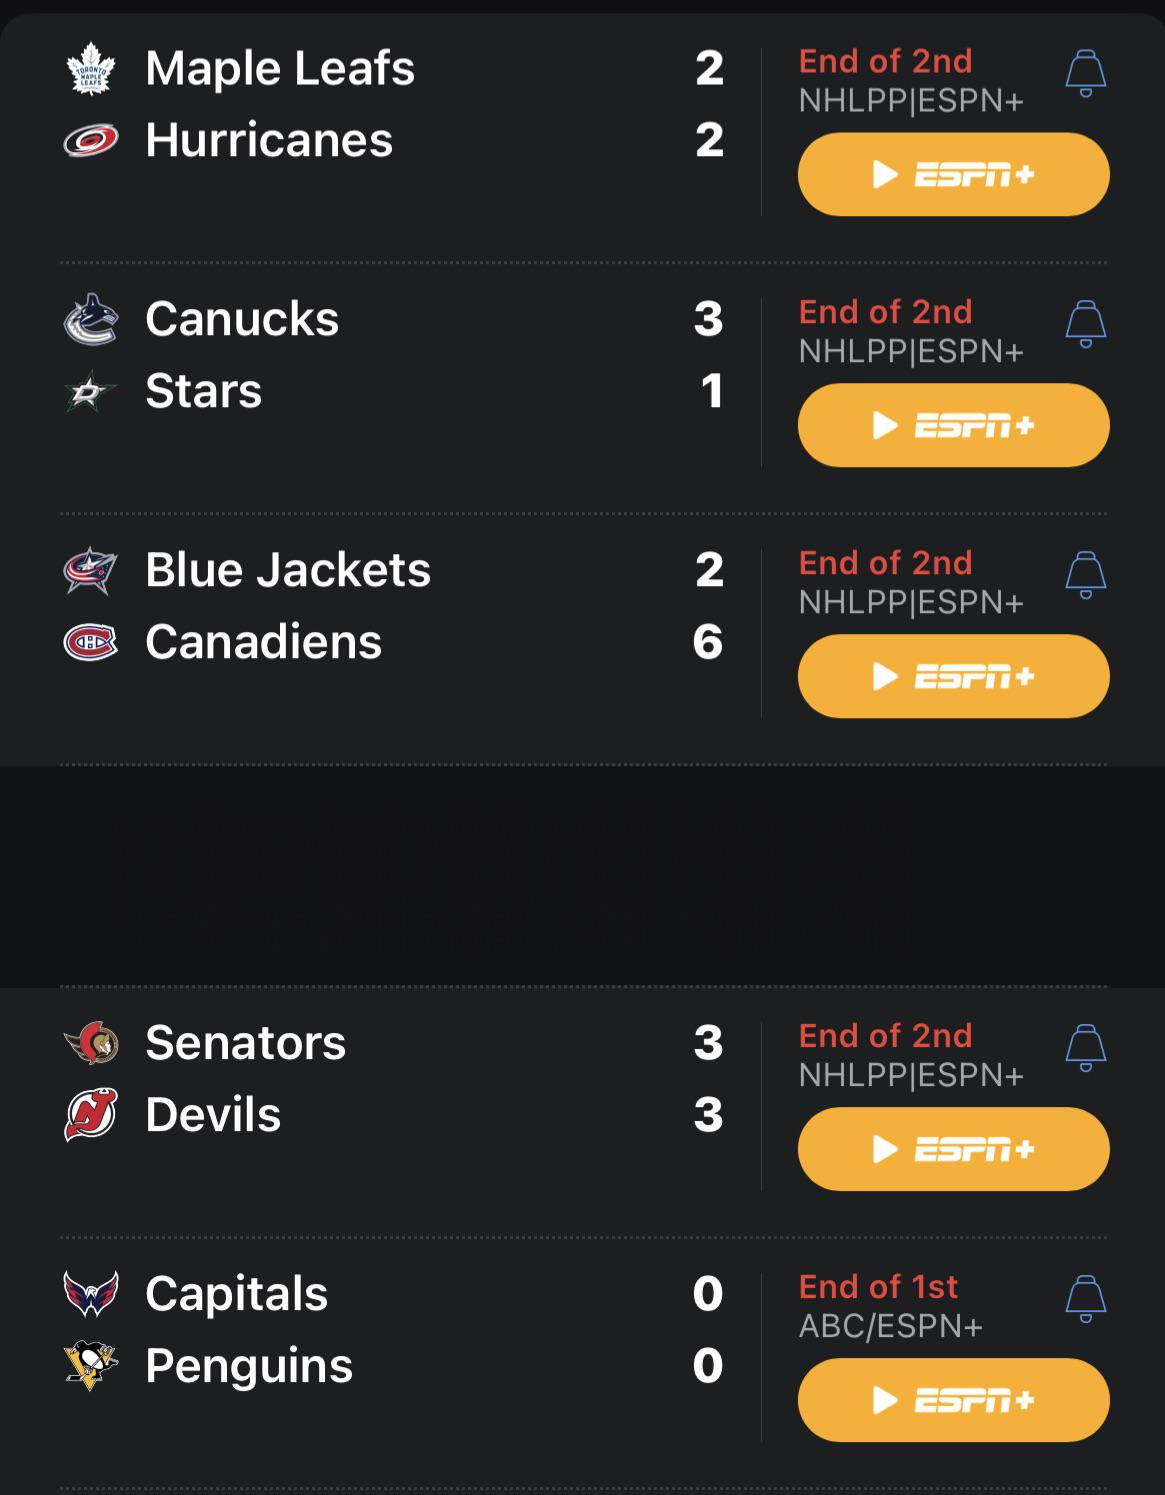 Maple Leafs 2 End of 2nd
NHLPP|ESPN+
Hurricanes 2
ESPN+
Canucks 3 End of 2nd
NHLPP|ESPN+
Stars 1
ESPN+
Blue Jackets 2 End of 2nd
NHLPP|ESPN+
Canadiens 6
ESPN+
Senators 3 End of 2nd
NHLPP|ESPN+
Devils 3
ESPN+
Capitals 0 End of 1st
ABC/ESPN+
Penguins 0
ESPN+